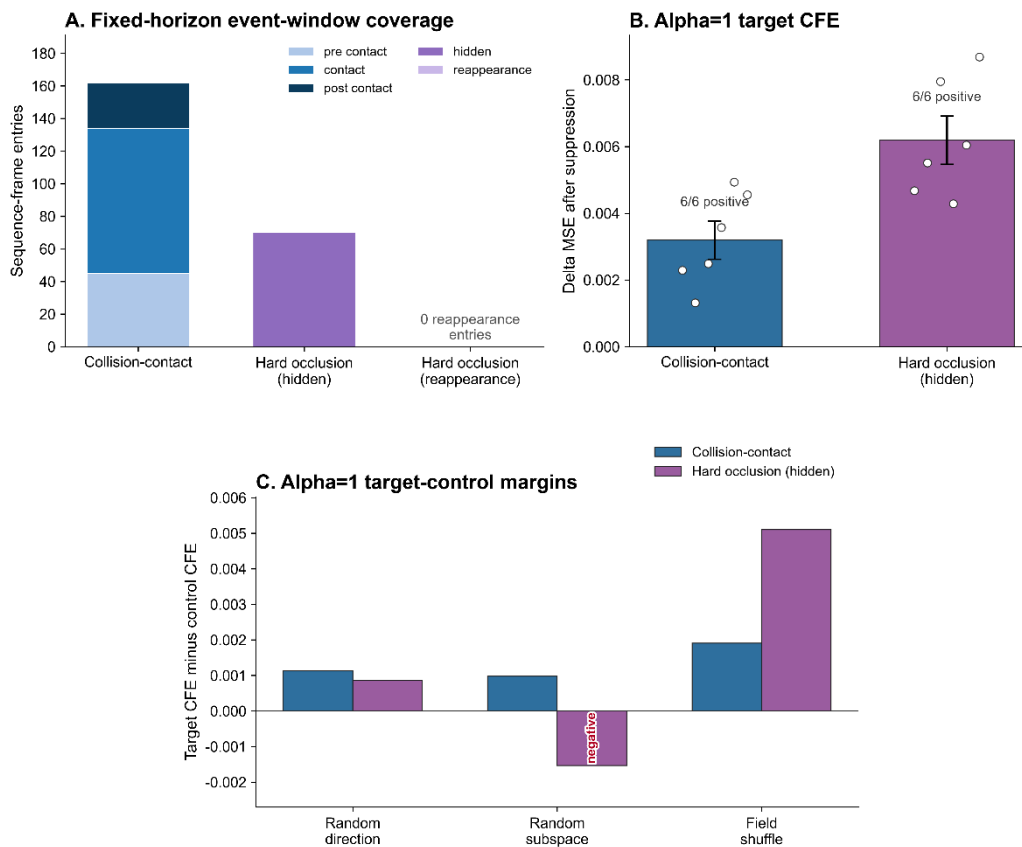 A. Fixed-horizon event-window coverage
Sequence-frame entries
180
160
140
120
100
80
60
40
20
0
pre contact
contact
post contact
hidden
reappearance
0 reappearance
entries
Collision-contact
Hard occlusion
(hidden)
Hard occlusion
(reappearance)
B. Alpha=1 target CFE
Delta MSE after suppression
0.008
0.006
0.004
0.002
0.000
6/6 positive
6/6 positive
Collision-contact
Hard occlusion
(hidden)
Collision-contact
Hard occlusion (hidden)
C. Alpha=1 target-control margins
Target CFE minus control CFE
0.006
0.005
0.004
0.003
0.002
0.001
0.000
-0.001
-0.002
negative
Random
direction
Random
subspace
Field
shuffle